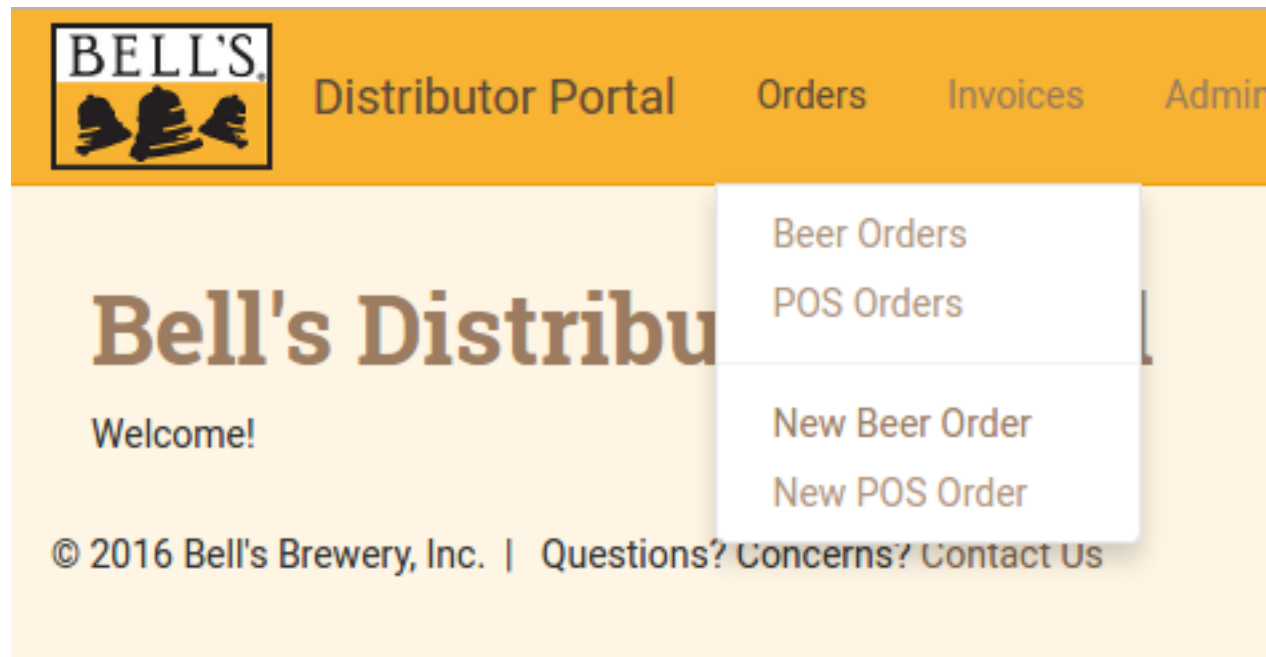 BELL'S
Distributor Portal Orders Invoices Admin
Beer Orders
POS Orders
Bell's Distribu
New Beer Order
Welcome!
New POS Order
© 2016 Bell's Brewery, Inc. | Questions? Concerns? Contact Us